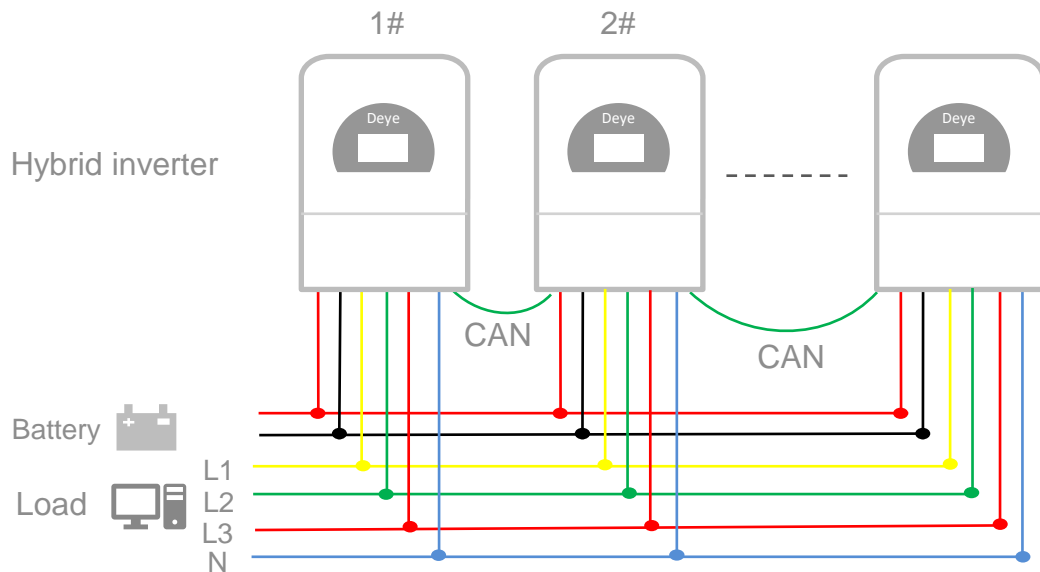 1#
2#
Deye
Deye
Deye
Hybrid inverter
CAN
CAN
Battery
L1
Load
L2
L3
N